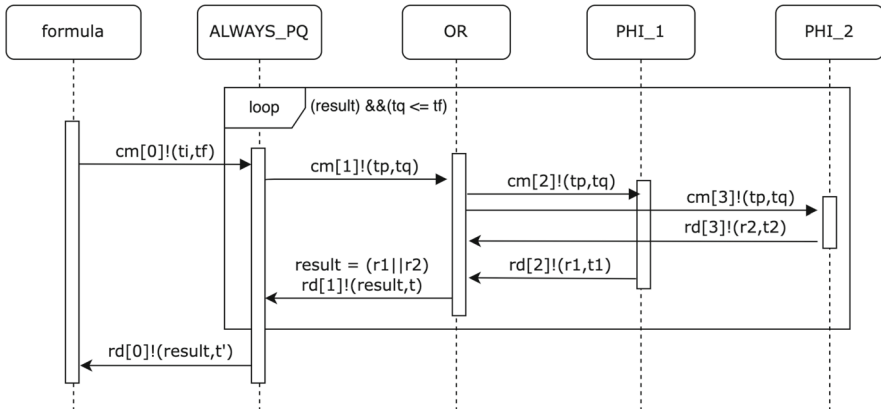 formula
ALWAYS_PQ
OR
PHI_1
PHI_2
loop
(result) &&(tq <= tf)
cm[0]!(ti,tf)
cm[1]!(tp,tq)
cm[2]!(tp,tq)
cm[3]!(tp,tq)
rd[3]!(r2,t2)
rd[2]!(r1,t1)
result = (r1||r2)
rd[1]!(result,t)
rd[0]!(result,t')